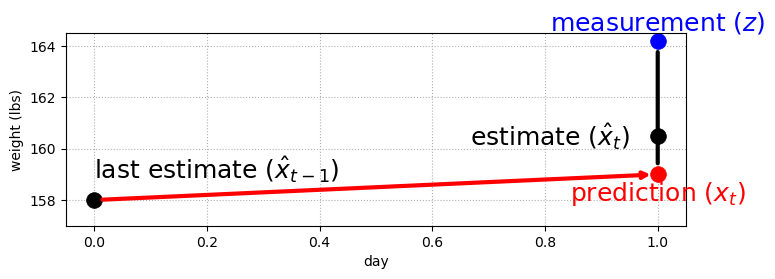 measurement (z)
164
162
estimate (x̂ₜ)
160
last estimate (x̂ₜ₋₁)
158
prediction (xₜ)
weight (lbs)
0.0 0.2 0.4 0.6 0.8 1.0
day